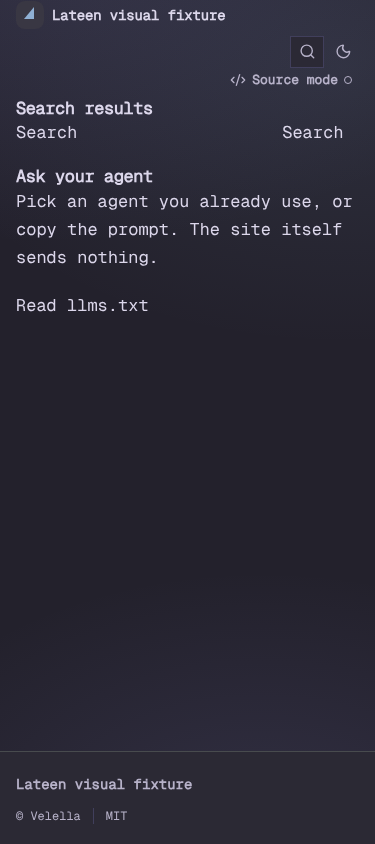 Lateen visual fixture
</> Source mode
Search results
Search Search
Ask your agent
Pick an agent you already use, or
copy the prompt. The site itself
sends nothing.
Read llms.txt
Lateen visual fixture
© Velella MIT